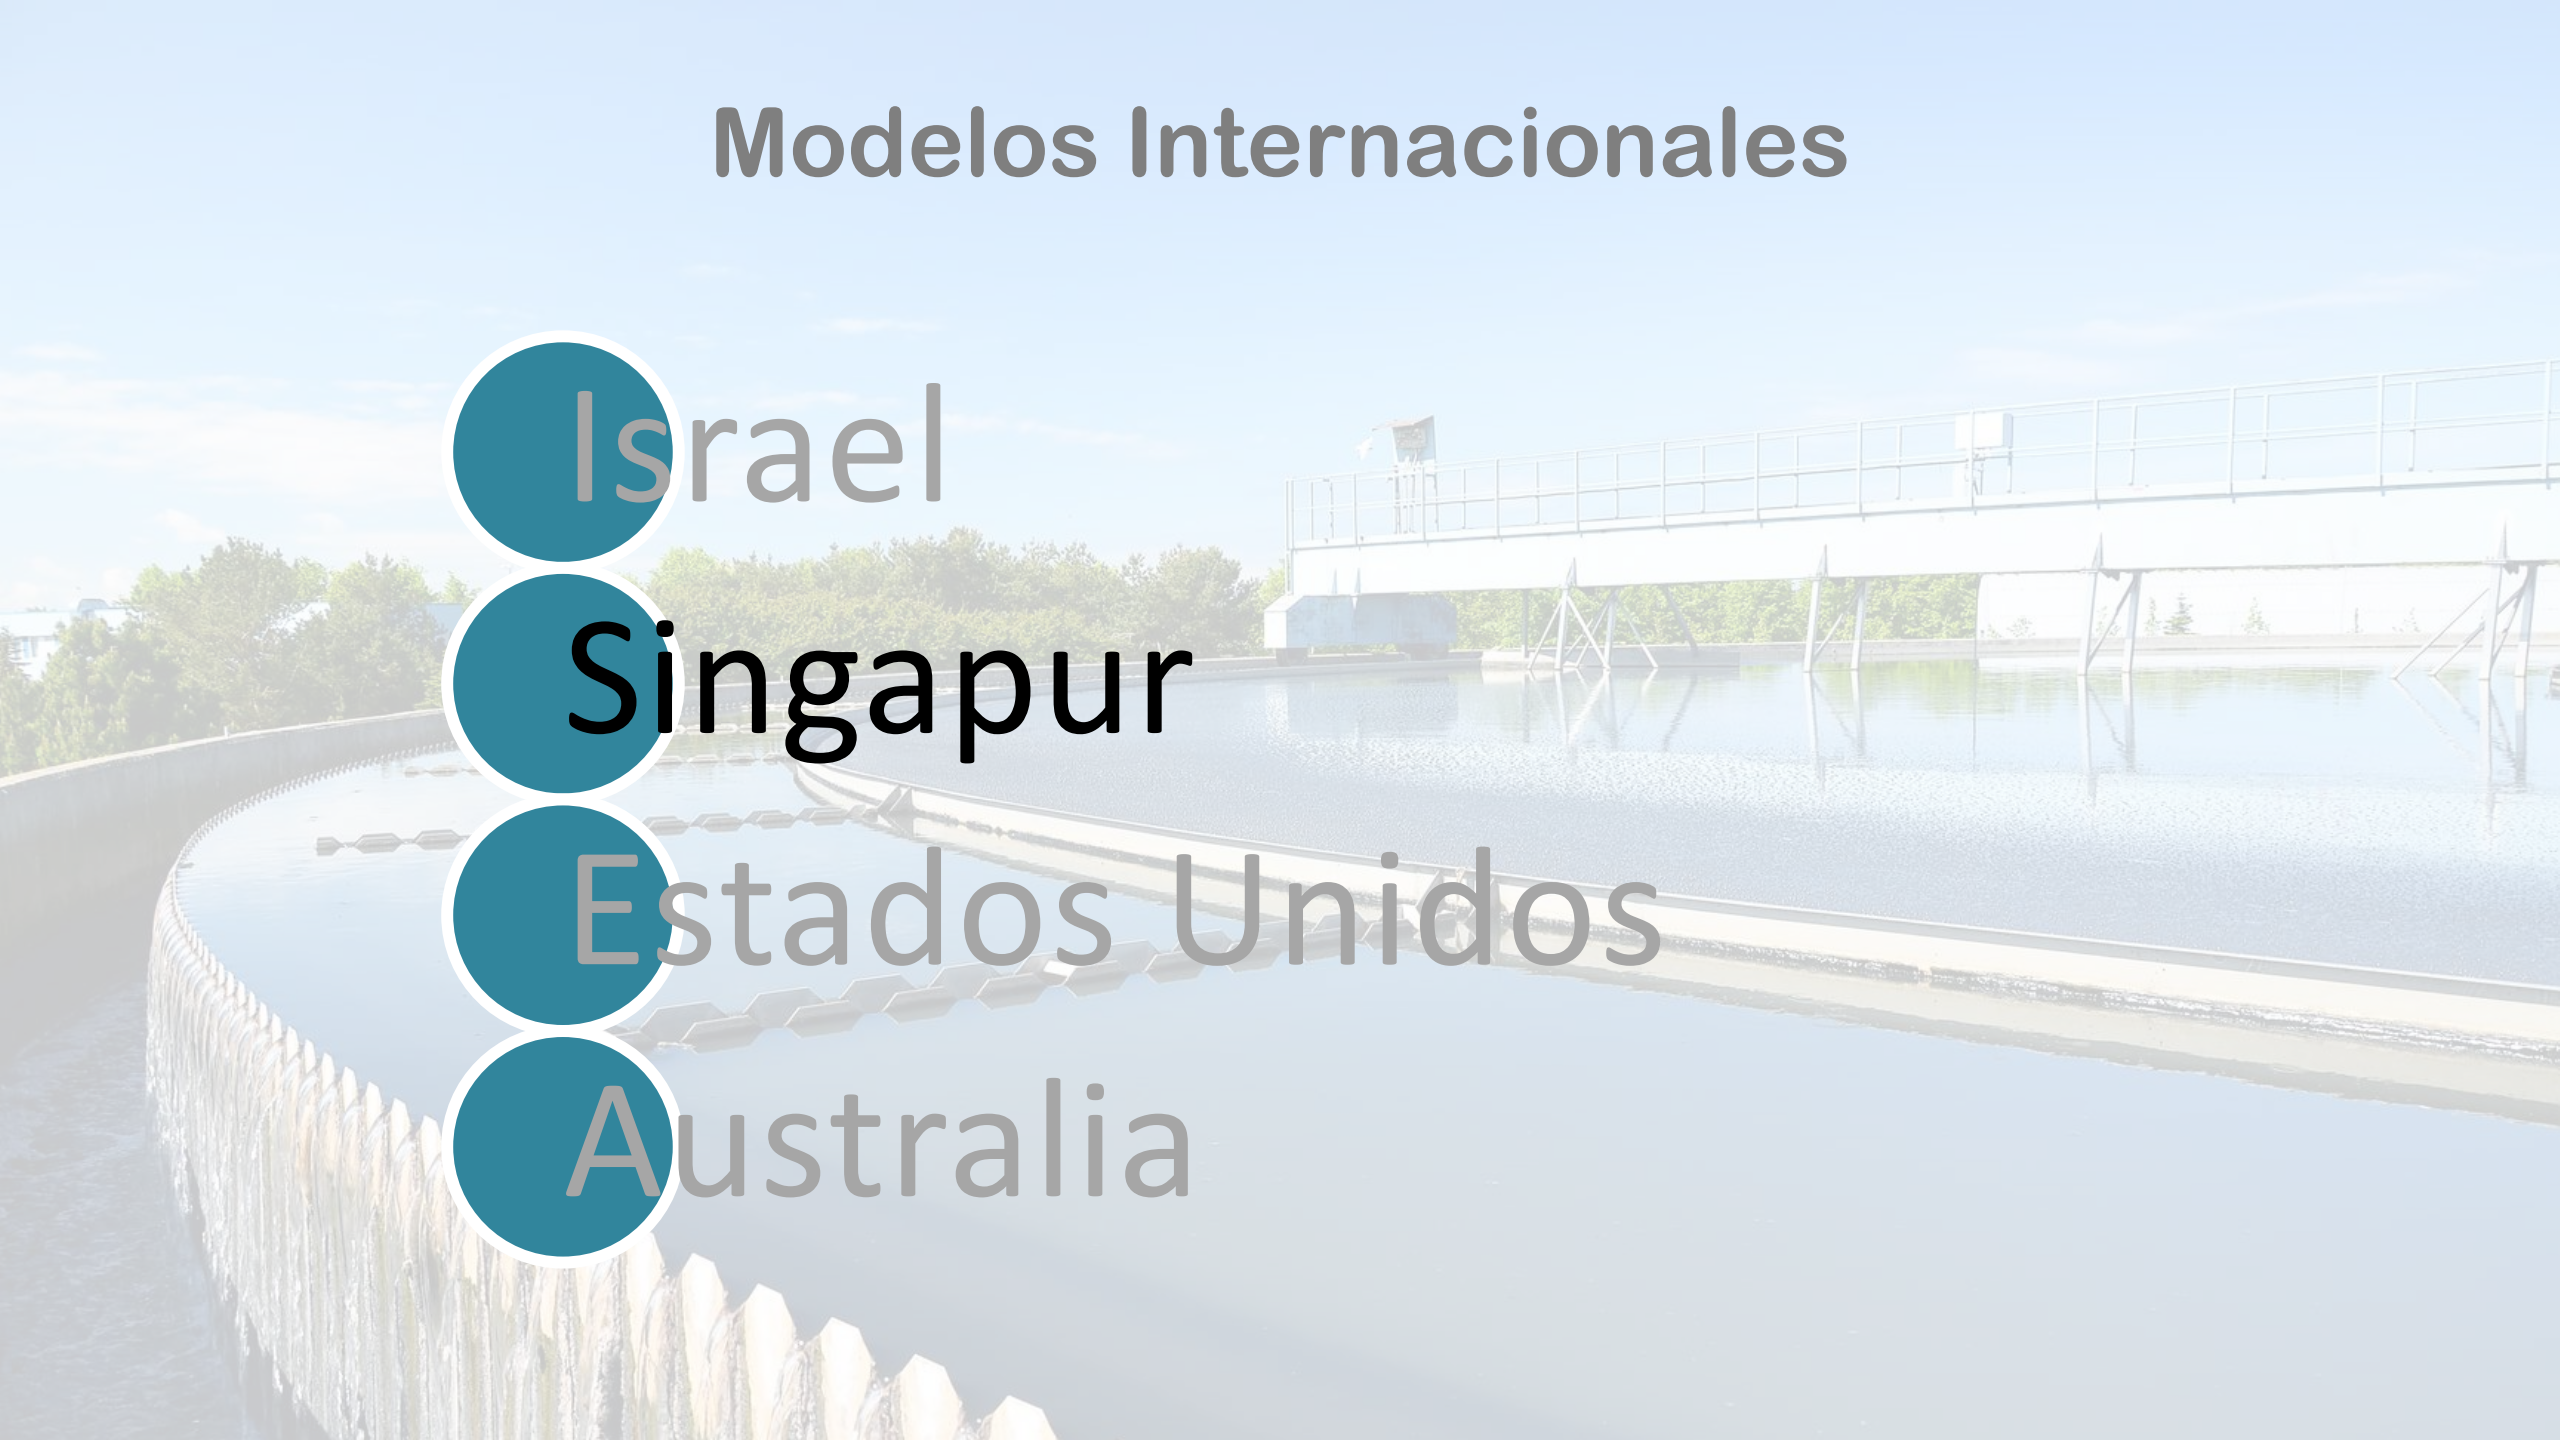 Modelos Internacionales
Israel
Singapur
Estados Unidos
Australia